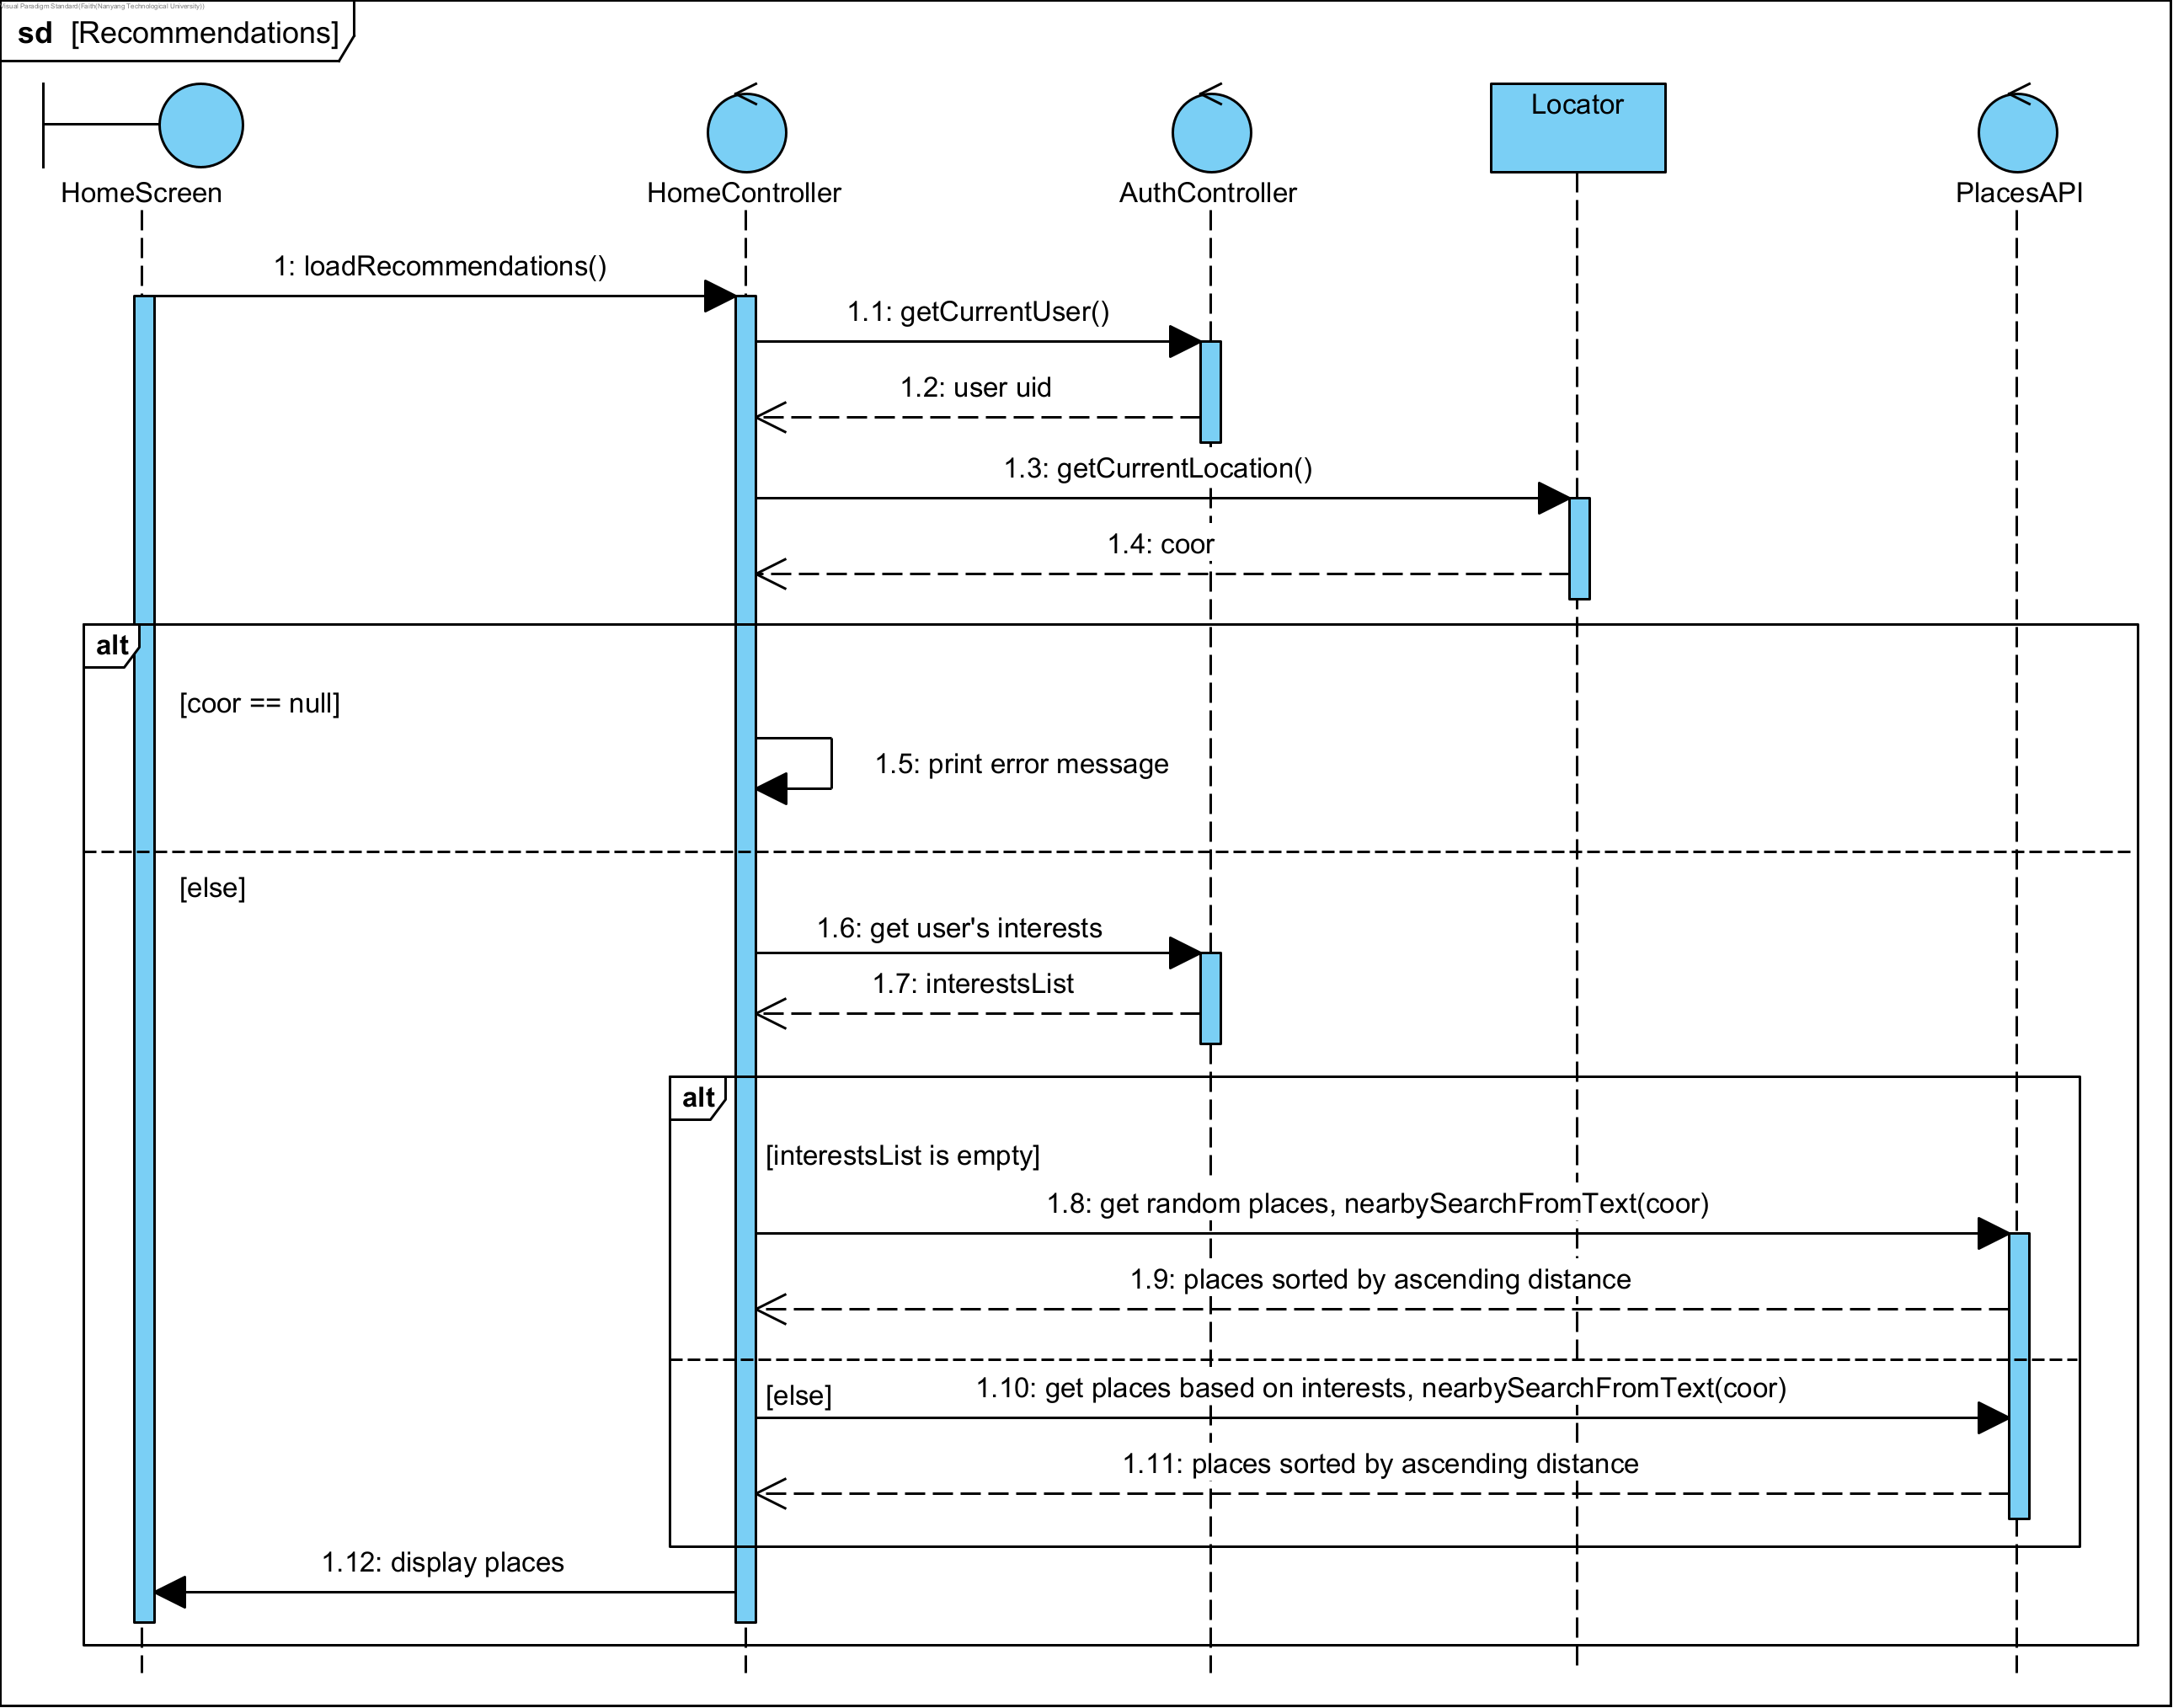 Visual Paradigm Standard(Faith(Nanyang Technological University))
sd [Recommendations]
Locator
HomeScreen
HomeController
AuthController
PlacesAPI
1: loadRecommendations()
1.1: getCurrentUser()
1.2: user uid
1.3: getCurrentLocation()
1.4: coor
alt
[coor == null]
1.5: print error message
[else]
1.6: get user's interests
1.7: interestsList
alt
[interestsList is empty]
1.8: get random places, nearbySearchFromText(coor)
1.9: places sorted by ascending distance
[else]
1.10: get places based on interests, nearbySearchFromText(coor)
1.11: places sorted by ascending distance
1.12: display places